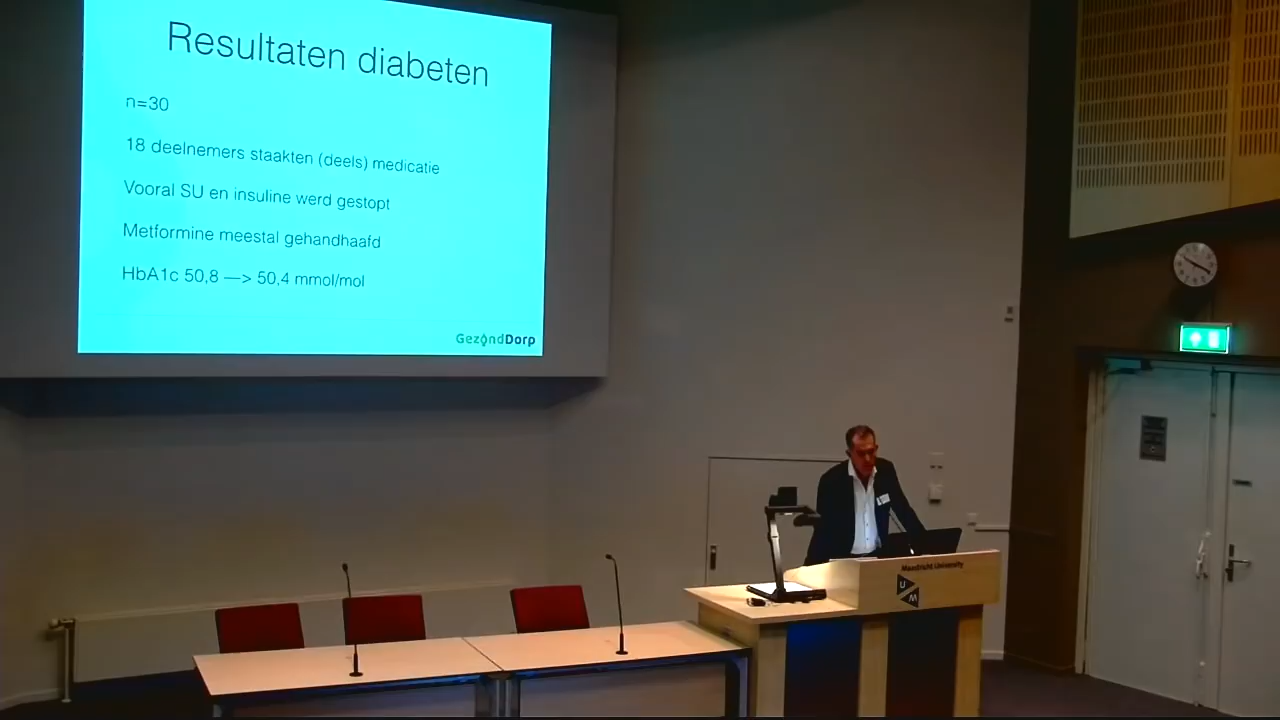 Resultaten diabeten
n=30
18 deelnemers staakten (deels) medicatie
Vooral SU en insuline werd gestopt
Metformine meestal gehandhaafd
HbA1c 50,8 —> 50,4 mmol/mol
GezondDorp
Maastricht University
U
M